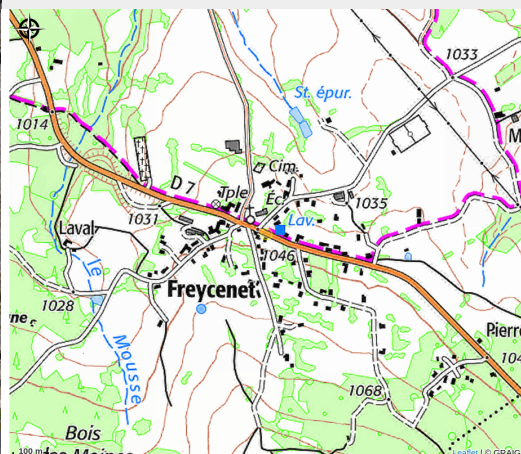 1033
St. épur.
1014
Cim.
D 7
Tple
Éc.
1035
1031
Lav.
Laval
1046
le
Freycenet
1028
Mousse
Pierre
1068
Bois
100 m
Leaflet | ©